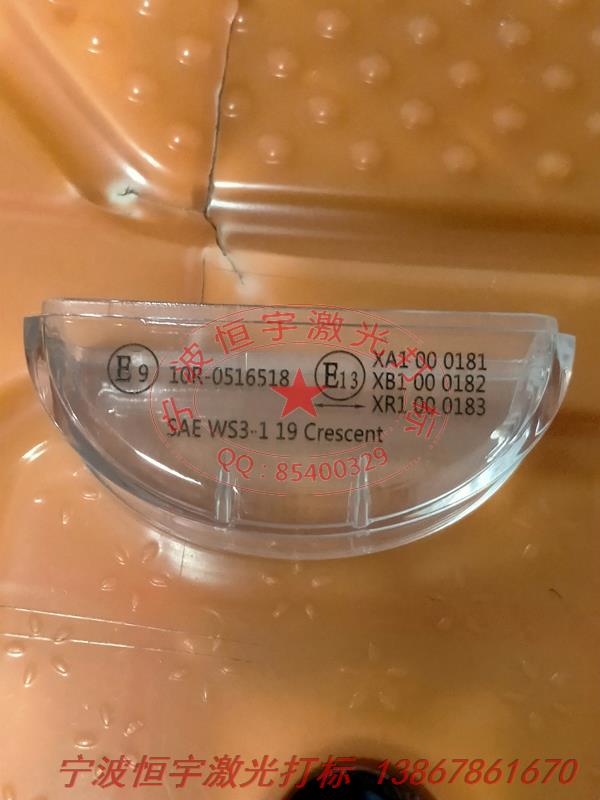 宁波恒宇激光打标
E9 10R-0516518
E13 XA1 00 0181
XB1 00 0182
XR1 00 0183
SAE WS3-1 19 Crescent
QQ：85400329
宁波恒宇激光打标 13867861670